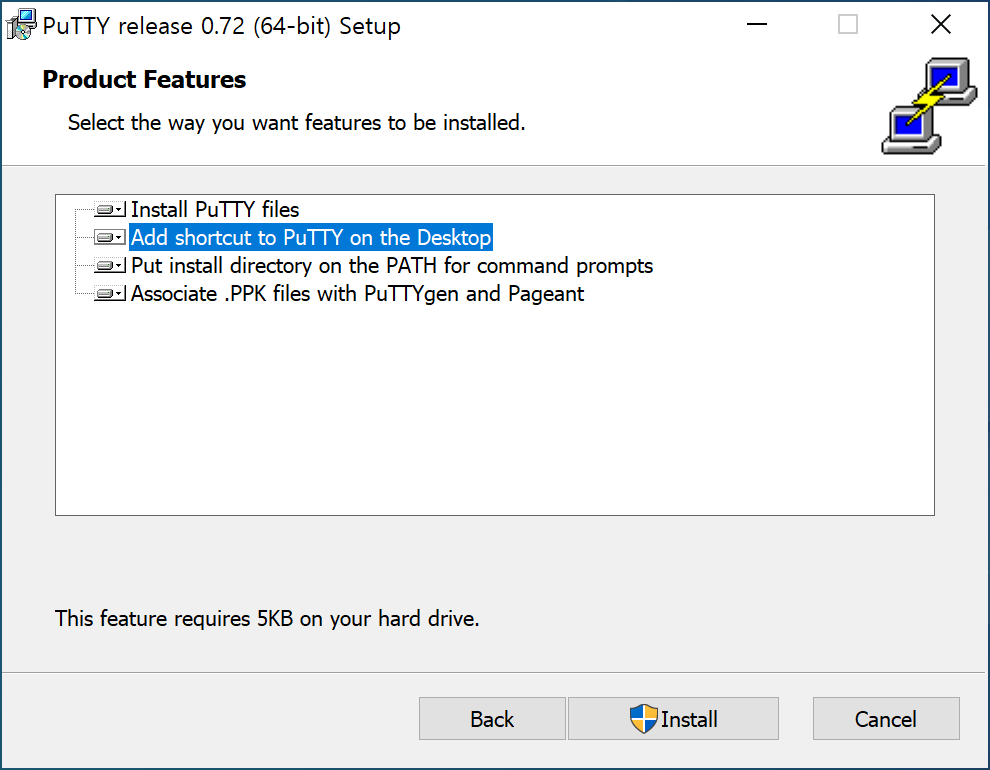 PuTTY release 0.72 (64-bit) Setup
Product Features
Select the way you want features to be installed.
Install PuTTY files
Add shortcut to PuTTY on the Desktop
Put install directory on the PATH for command prompts
Associate .PPK files with PuTTYgen and Pageant
This feature requires 5KB on your hard drive.
Back
Install
Cancel